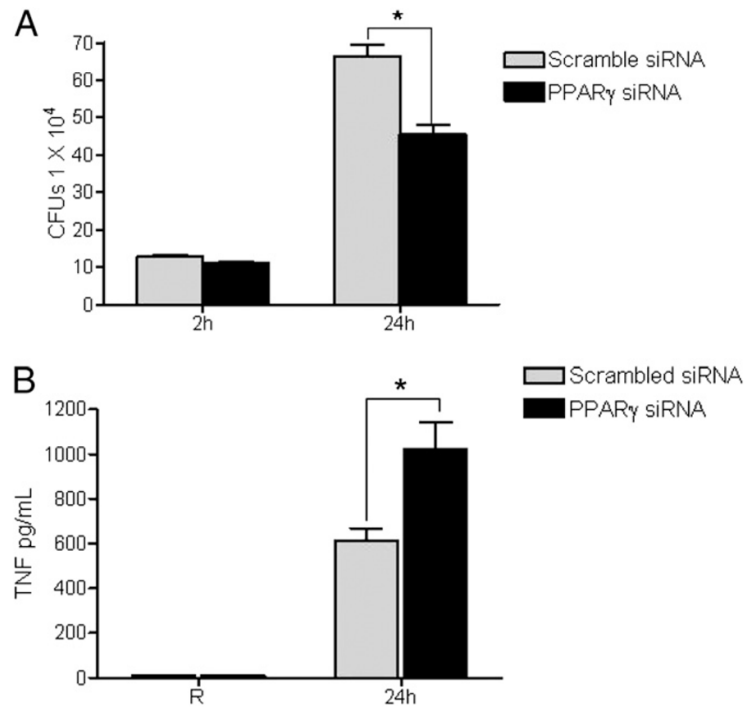 A
70
60
50
40
30
20
10
0
CFUs 1 X 10⁴
*
Scramble siRNA
PPARγ siRNA
2h
24h
B
1200
1000
800
600
400
200
0
TNF pg/mL
*
Scrambled siRNA
PPARγ siRNA
R
24h